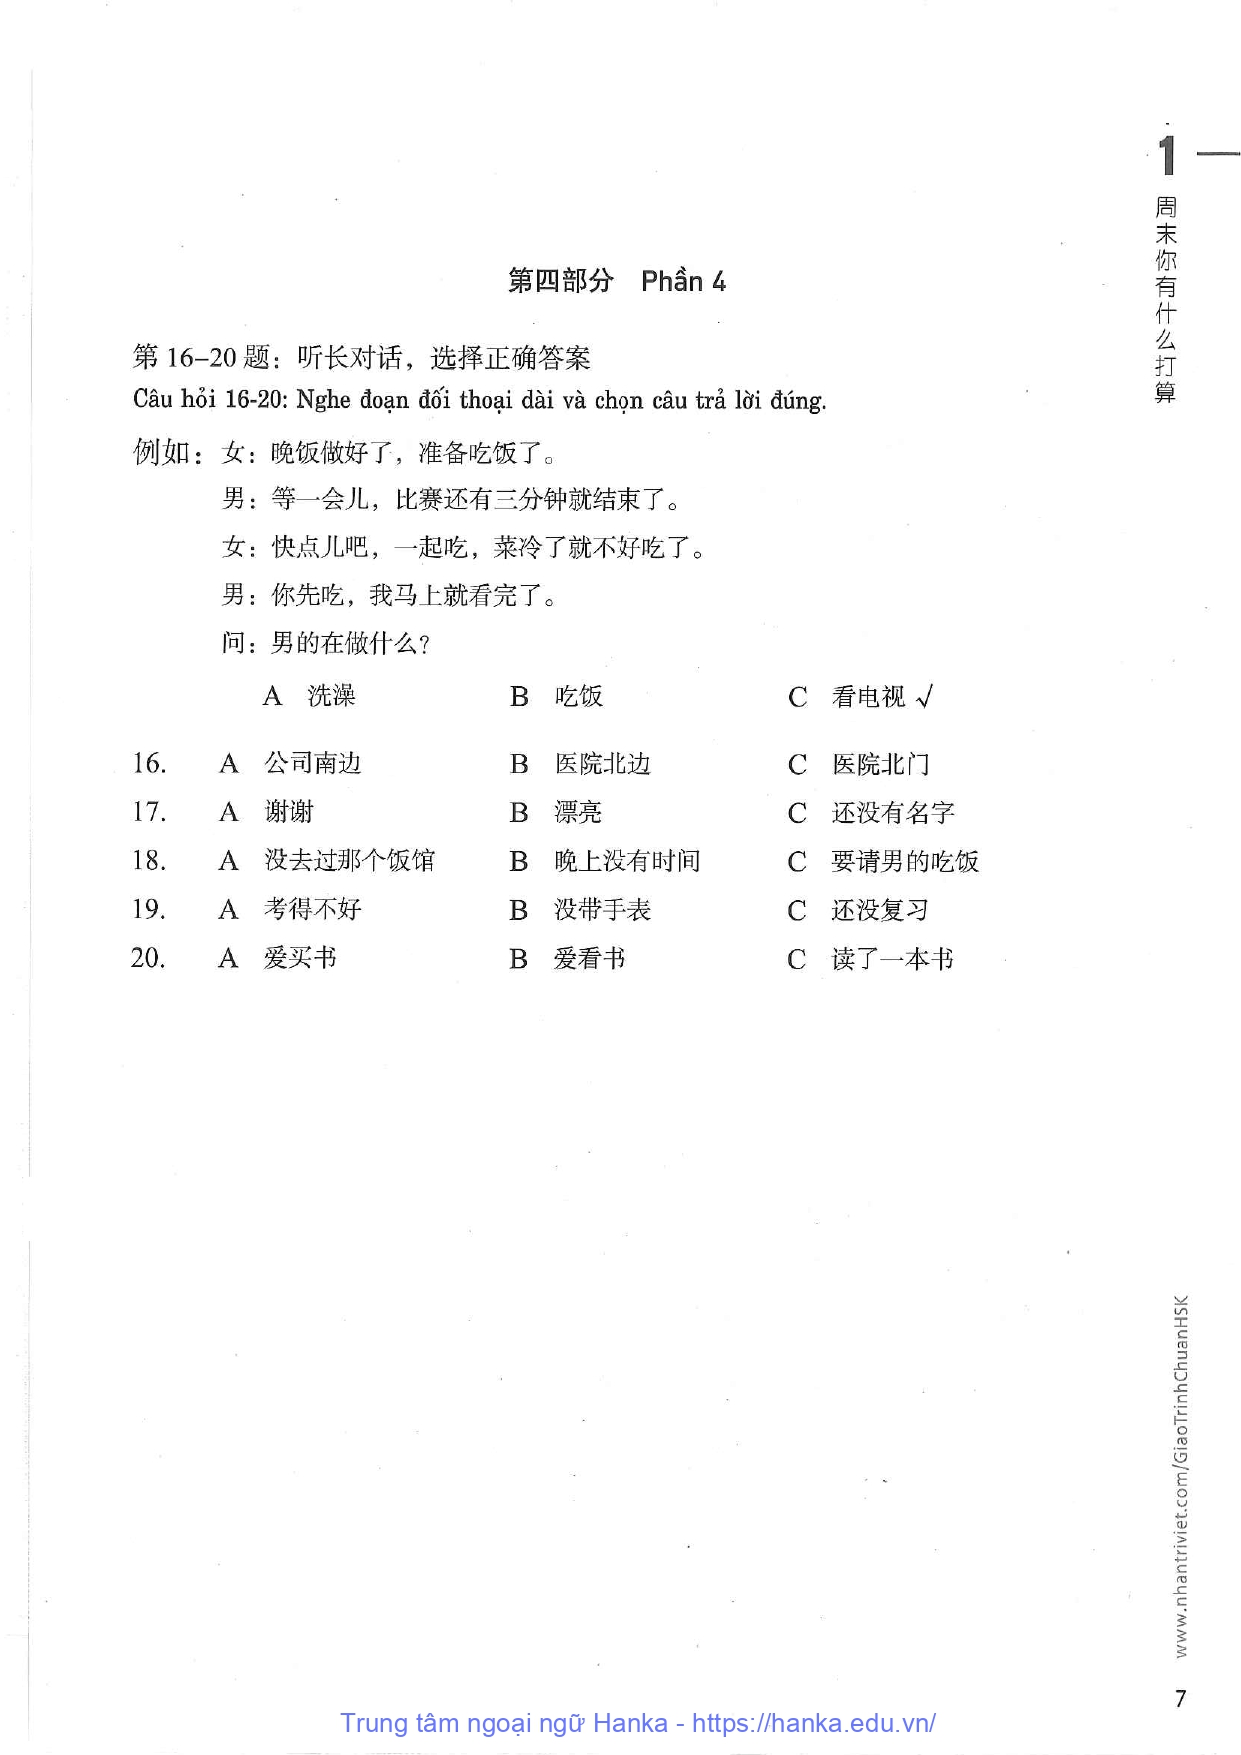 1
周末你有什么打算
第四部分 Phần 4
第 16–20 题：听长对话，选择正确答案
Câu hỏi 16-20: Nghe đoạn đối thoại dài và chọn câu trả lời đúng.
例如：女：晚饭做好了，准备吃饭了。
男：等一会儿，比赛还有三分钟就结束了。
女：快点儿吧，一起吃，菜冷了就不好吃了。
男：你先吃，我马上就看完了。
问：男的在做什么？
A 洗澡 B 吃饭 C 看电视 √
16. A 公司南边 B 医院北边 C 医院北门
17. A 谢谢 B 漂亮 C 还没有名字
18. A 没去过那个饭馆 B 晚上没有时间 C 要请男的吃饭
19. A 考得不好 B 没带手表 C 还没复习
20. A 爱买书 B 爱看书 C 读了一本书
www.nhantriviet.com/GiaoTrinhChuanHSK
7
Trung tâm ngoại ngữ Hanka - https://hanka.edu.vn/